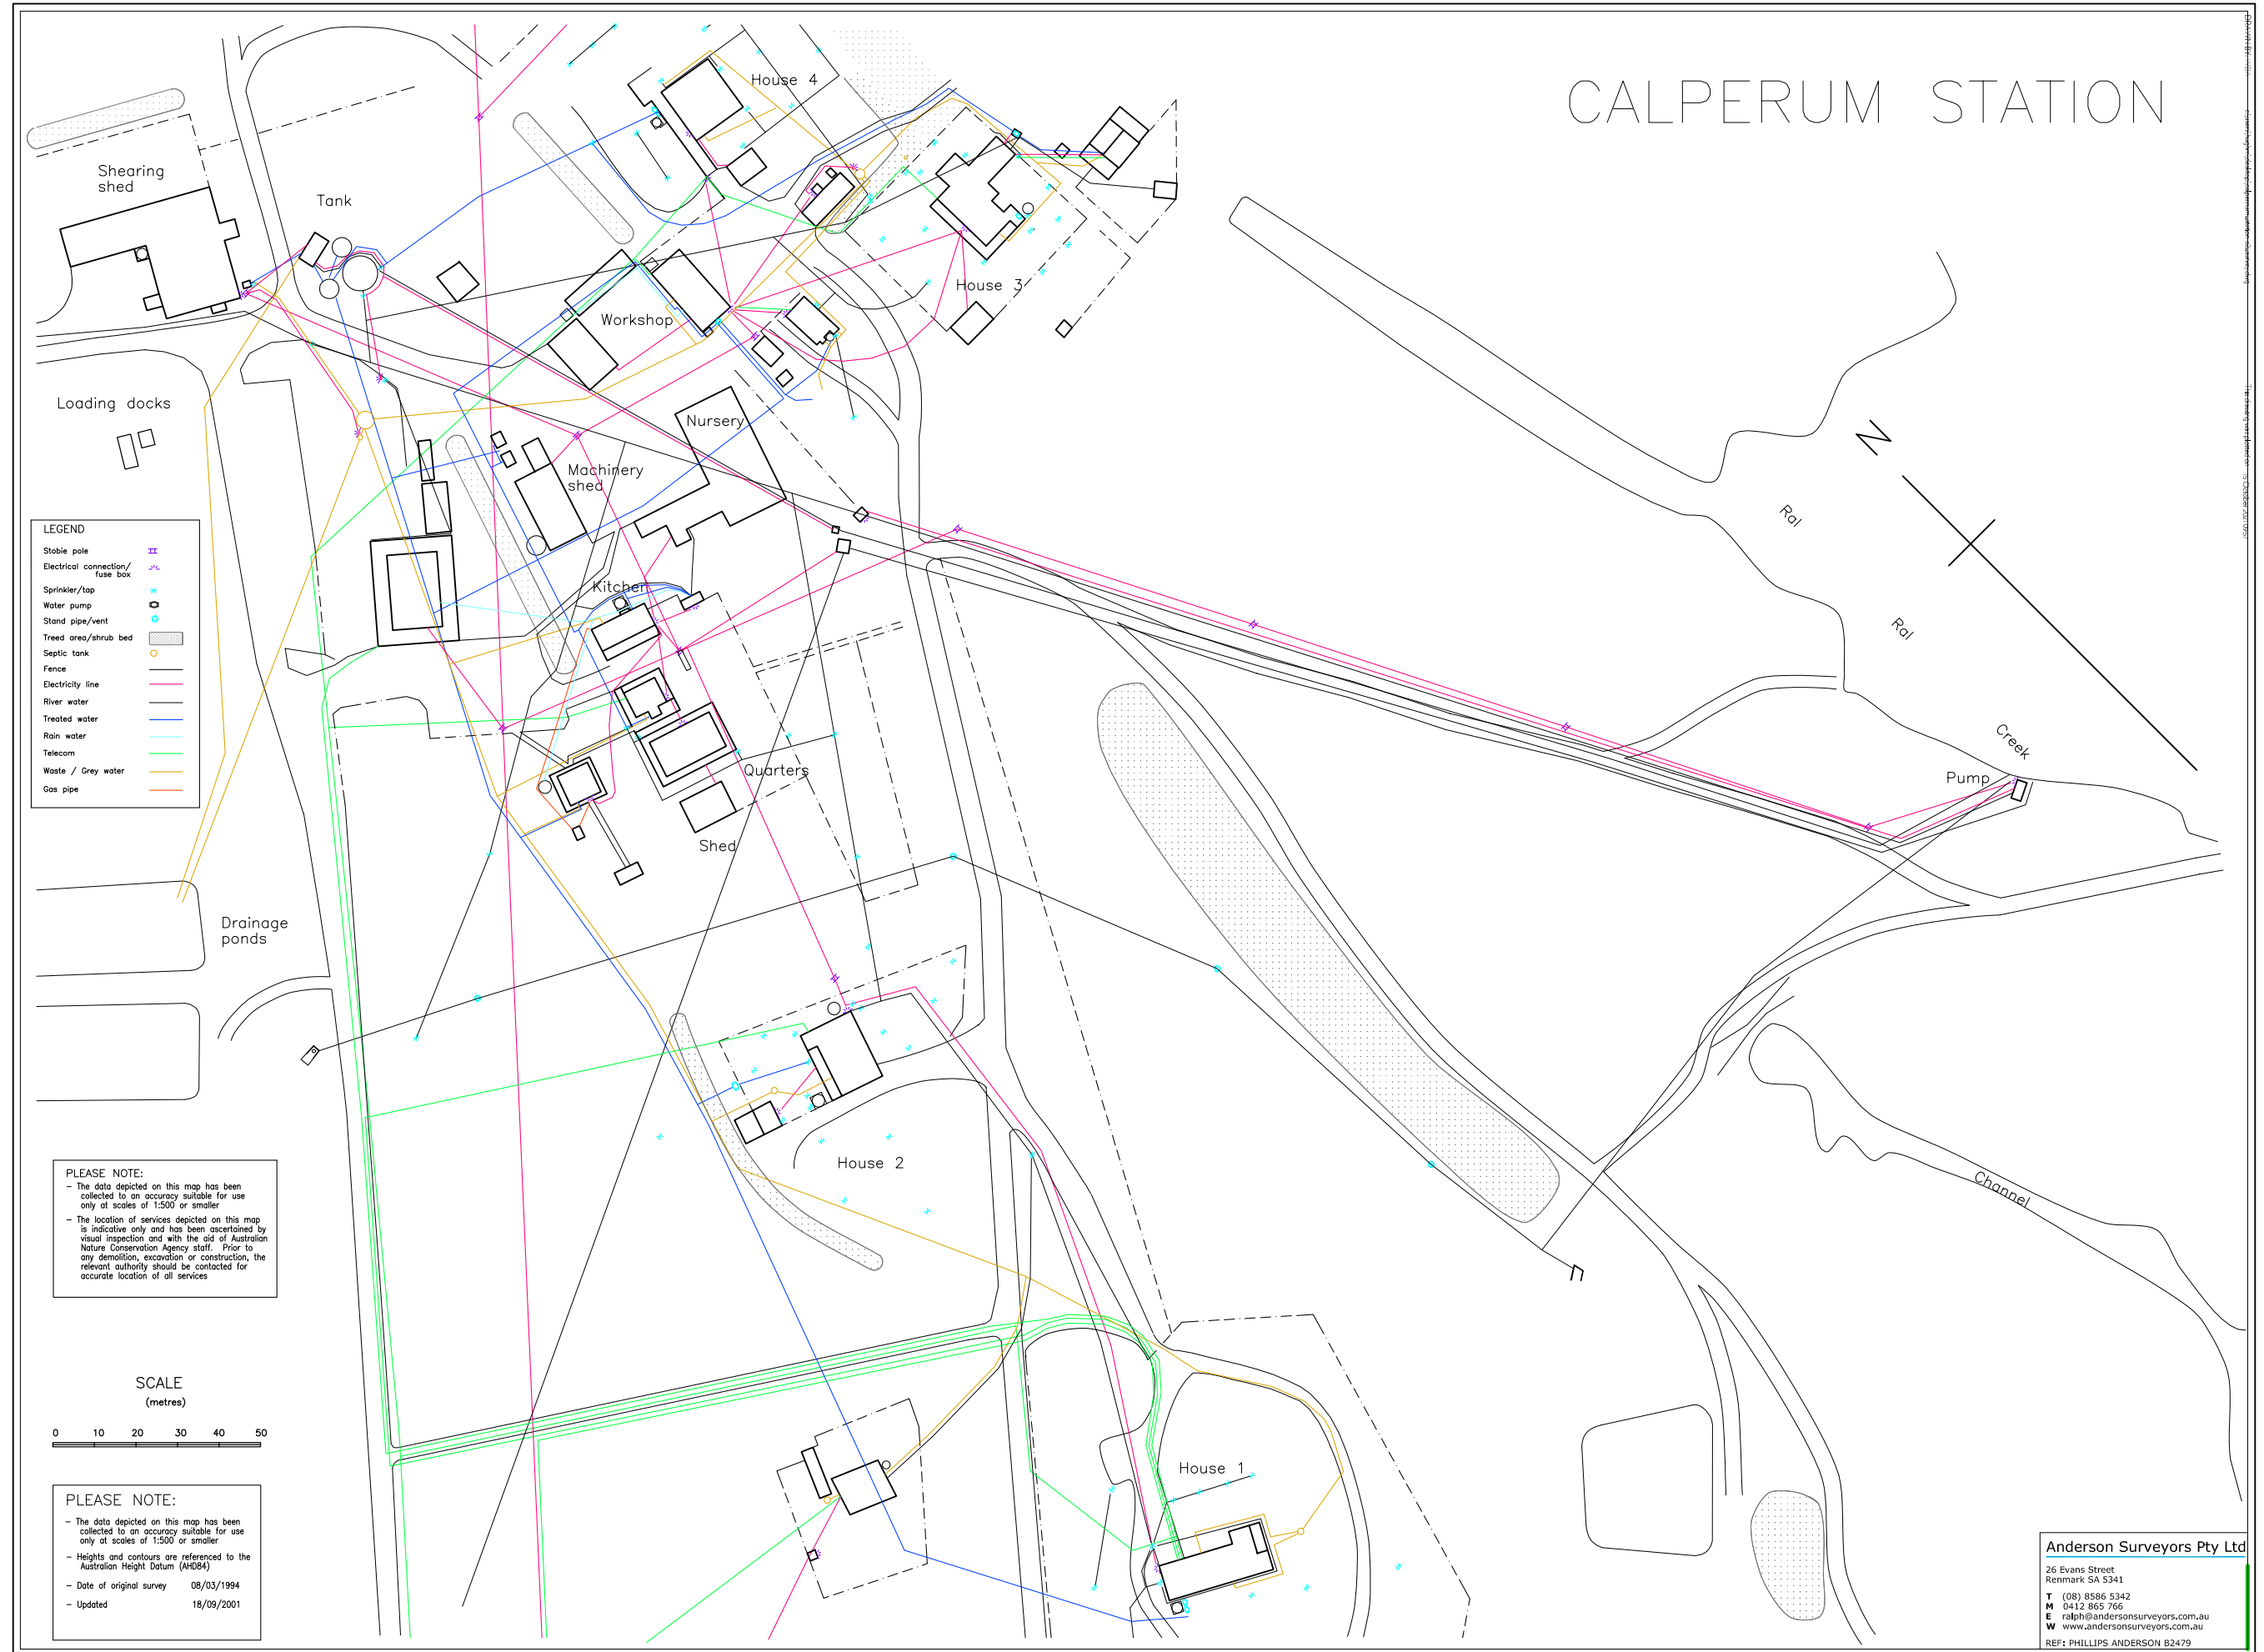 CALPERUM STATION
House 4
Shearing
shed
Tank
House 3
Workshop
Loading docks
Nursery
Machinery
shed
N
Ral
Ral
Creek
Pump
Kitchen
Quarters
Shed
Drainage
ponds
House 2
Channel
House 1
LEGEND
Stobie pole
Electrical connection/
fuse box
Sprinkler/tap
Water pump
Stand pipe/vent
Treed area/shrub bed
Septic tank
Fence
Electricity line
River water
Treated water
Rain water
Telecom
Waste / Grey water
Gas pipe
PLEASE NOTE:
– The data depicted on this map has been
collected to an accuracy suitable for use
only at scales of 1:500 or smaller
– The location of services depicted on this map
is indicative only and has been ascertained by
visual inspection and with the aid of Australian
Nature Conservation Agency staff. Prior to
any demolition, excavation or construction, the
relevant authority should be contacted for
accurate location of all services
SCALE
(metres)
0 10 20 30 40 50
PLEASE NOTE:
– The data depicted on this map has been
collected to an accuracy suitable for use
only at scales of 1:500 or smaller
– Heights and contours are referenced to the
Australian Height Datum (AHD84)
– Date of original survey 08/03/1994
– Updated 18/09/2001
Anderson Surveyors Pty Ltd
26 Evans Street
Renmark SA 5341
T (08) 8586 5342
M 0412 865 766
E ralph@andersonsurveyors.com.au
W www.andersonsurveyors.com.au
REF: PHILLIPS ANDERSON B2479